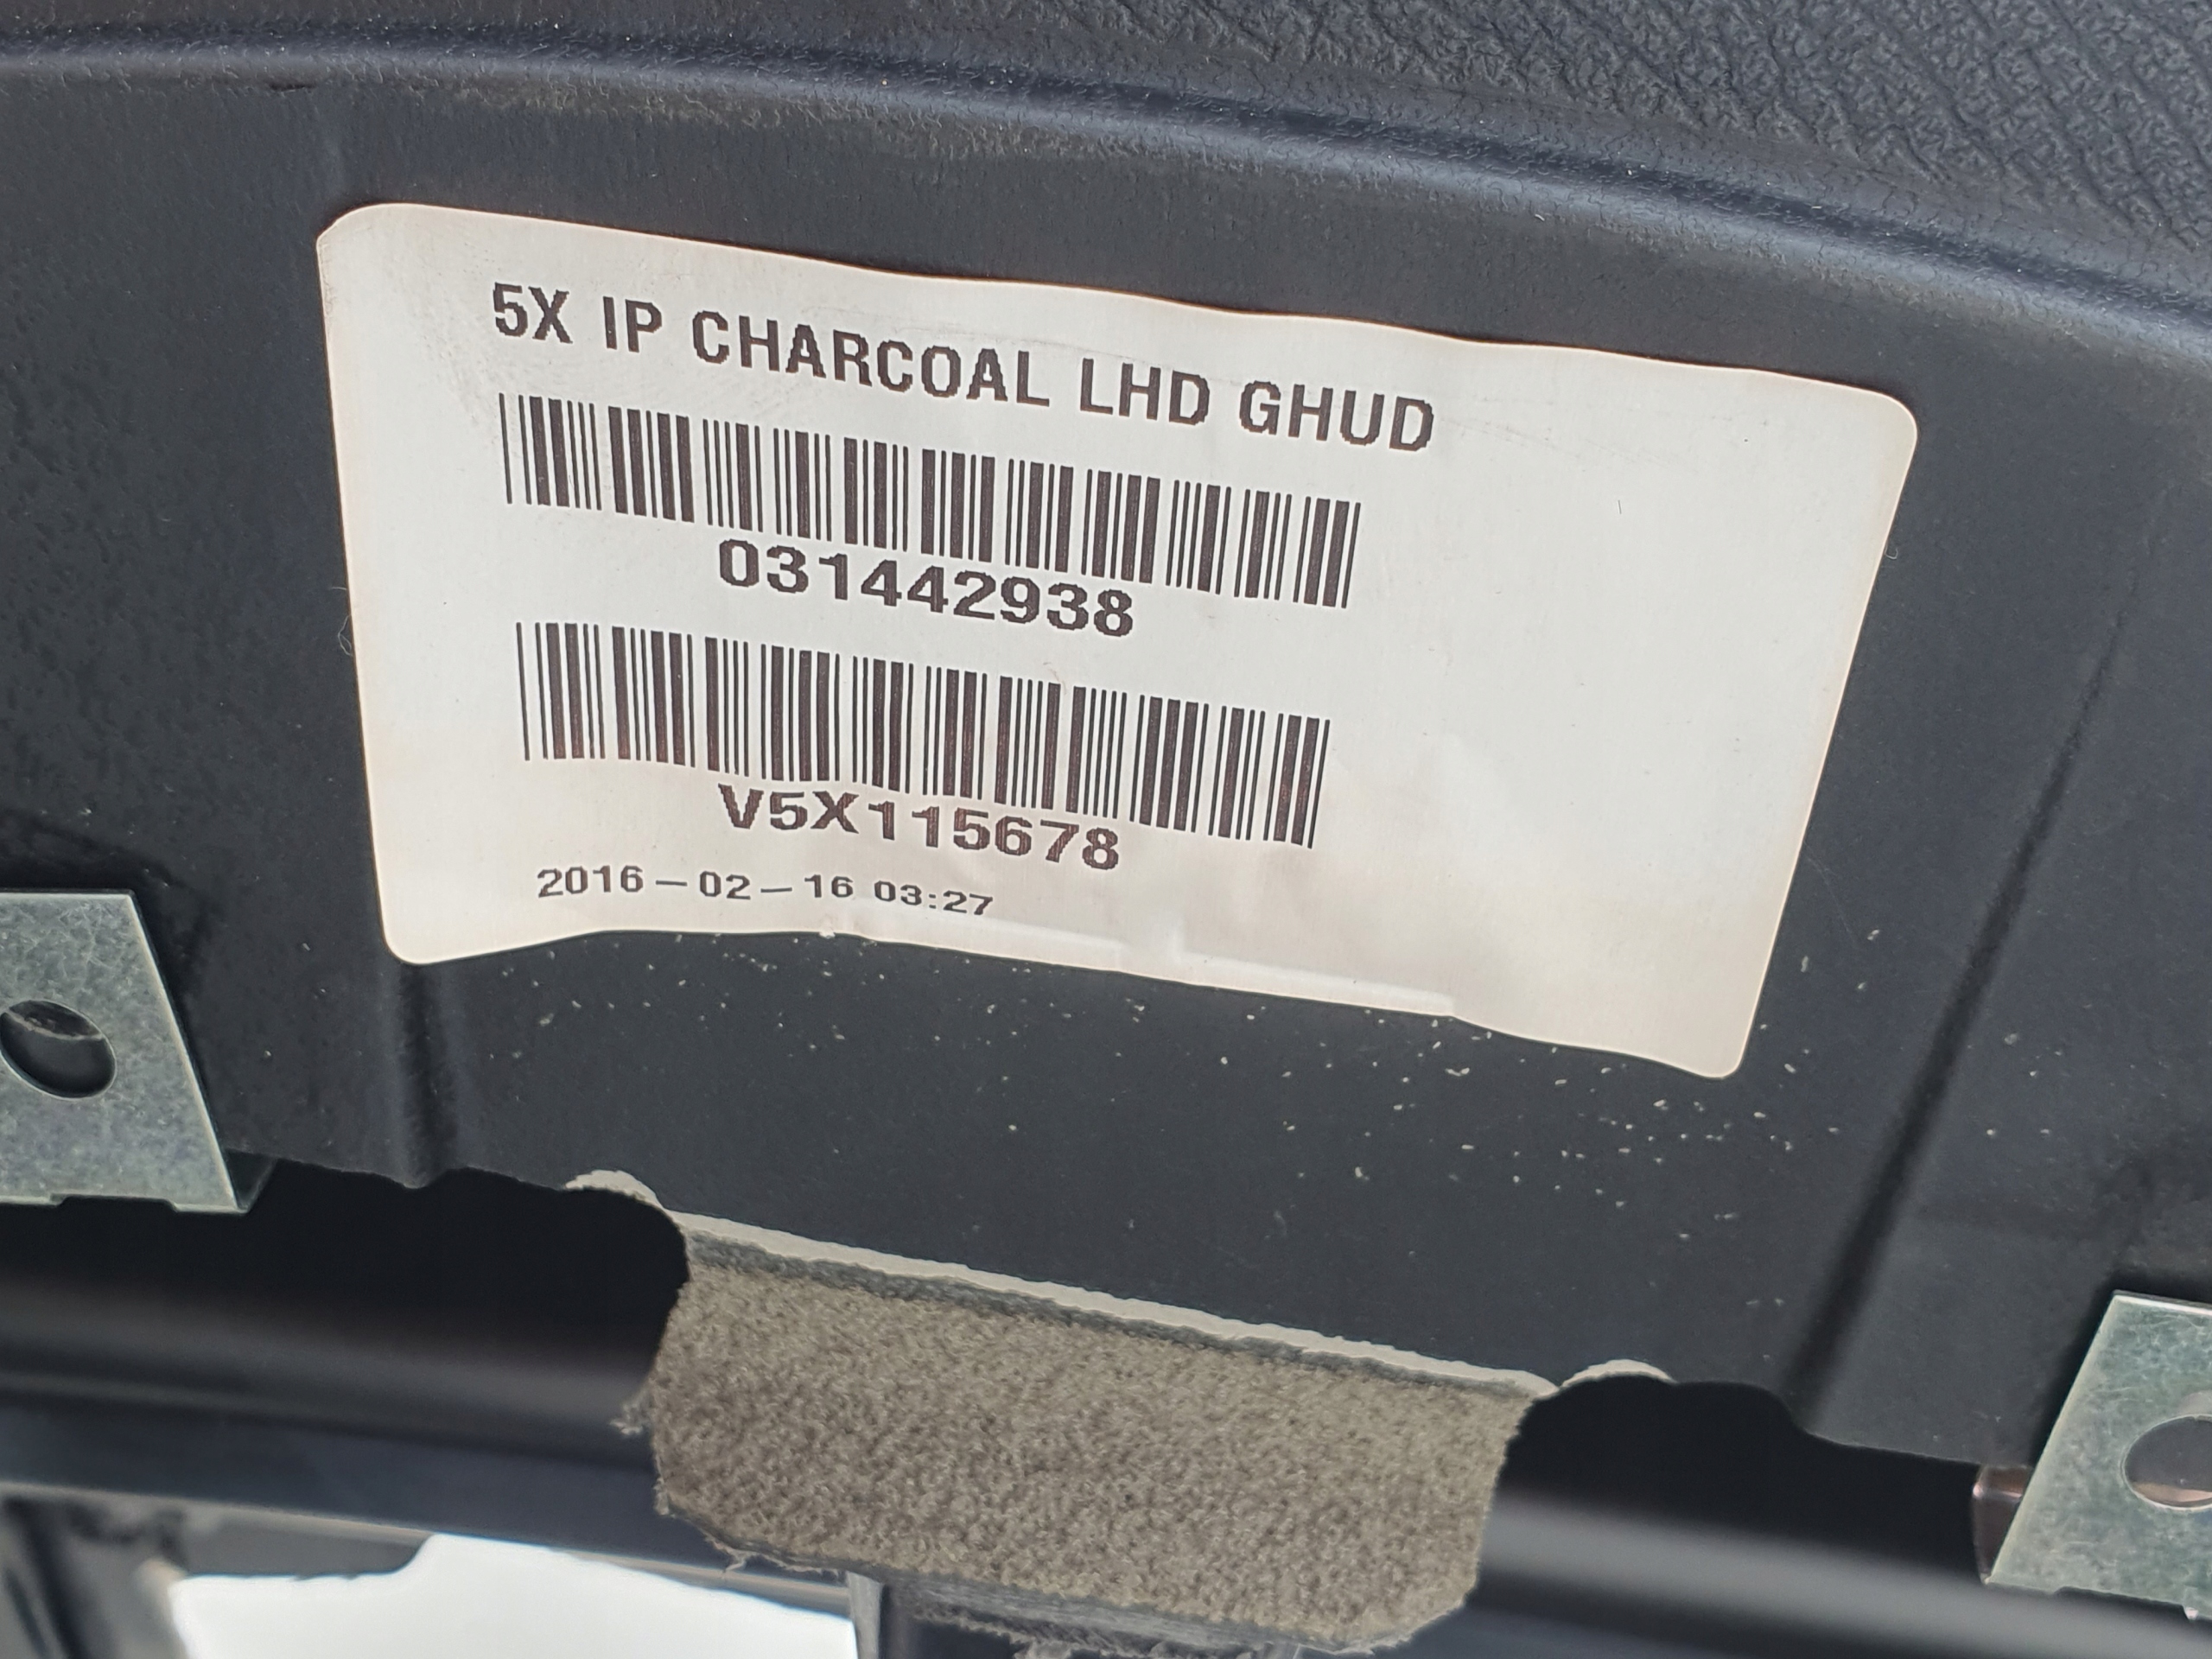 5X IP CHARCOAL LHD GHUD
031442938
V5X115678
2016-02-16 03:27